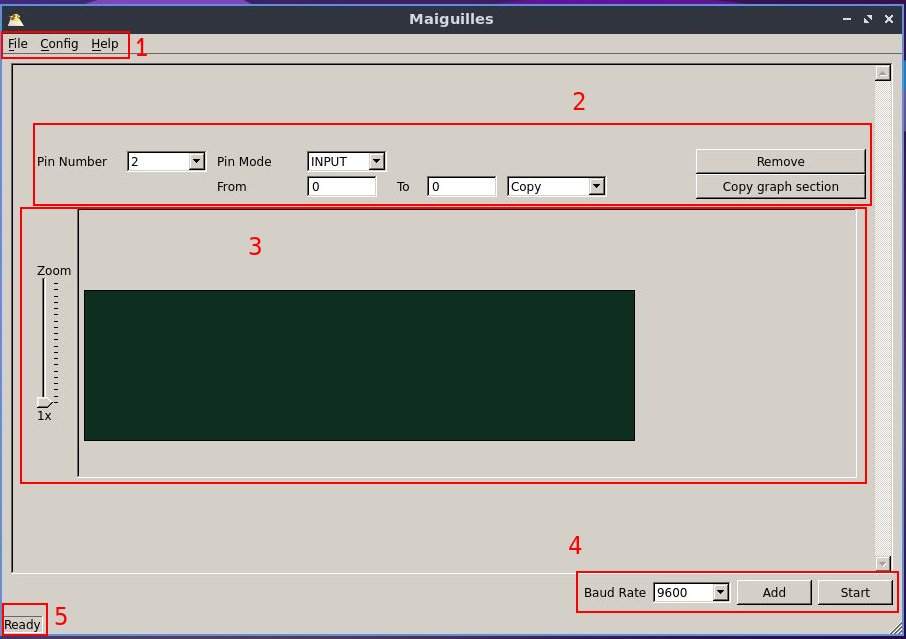 Maiguilles
File Config Help 1
2
Pin Number 2 Pin Mode INPUT Remove
From 0 To 0 Copy Copy graph section
3
Zoom
1x
4
Baud Rate 9600 Add Start
5
Ready